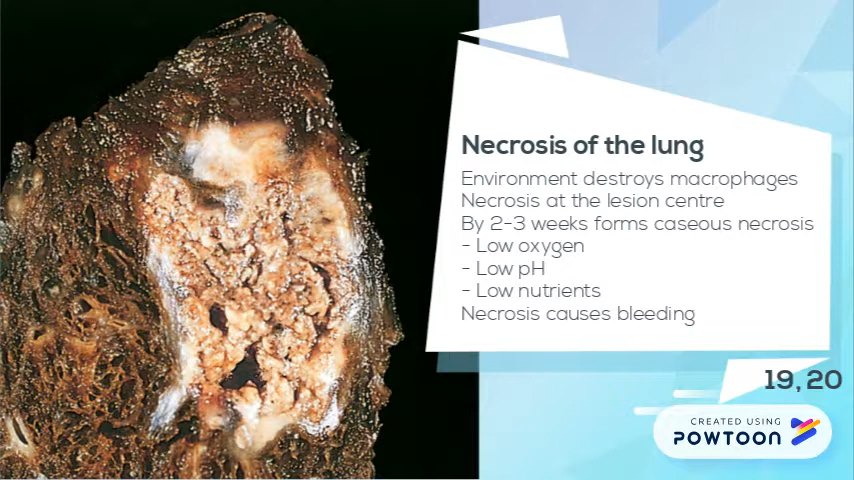 Necrosis of the lung
Environment destroys macrophages
Necrosis at the lesion centre
By 2-3 weeks forms caseous necrosis
- Low oxygen
- Low pH
- Low nutrients
Necrosis causes bleeding
19, 20
CREATED USING
POWTOON